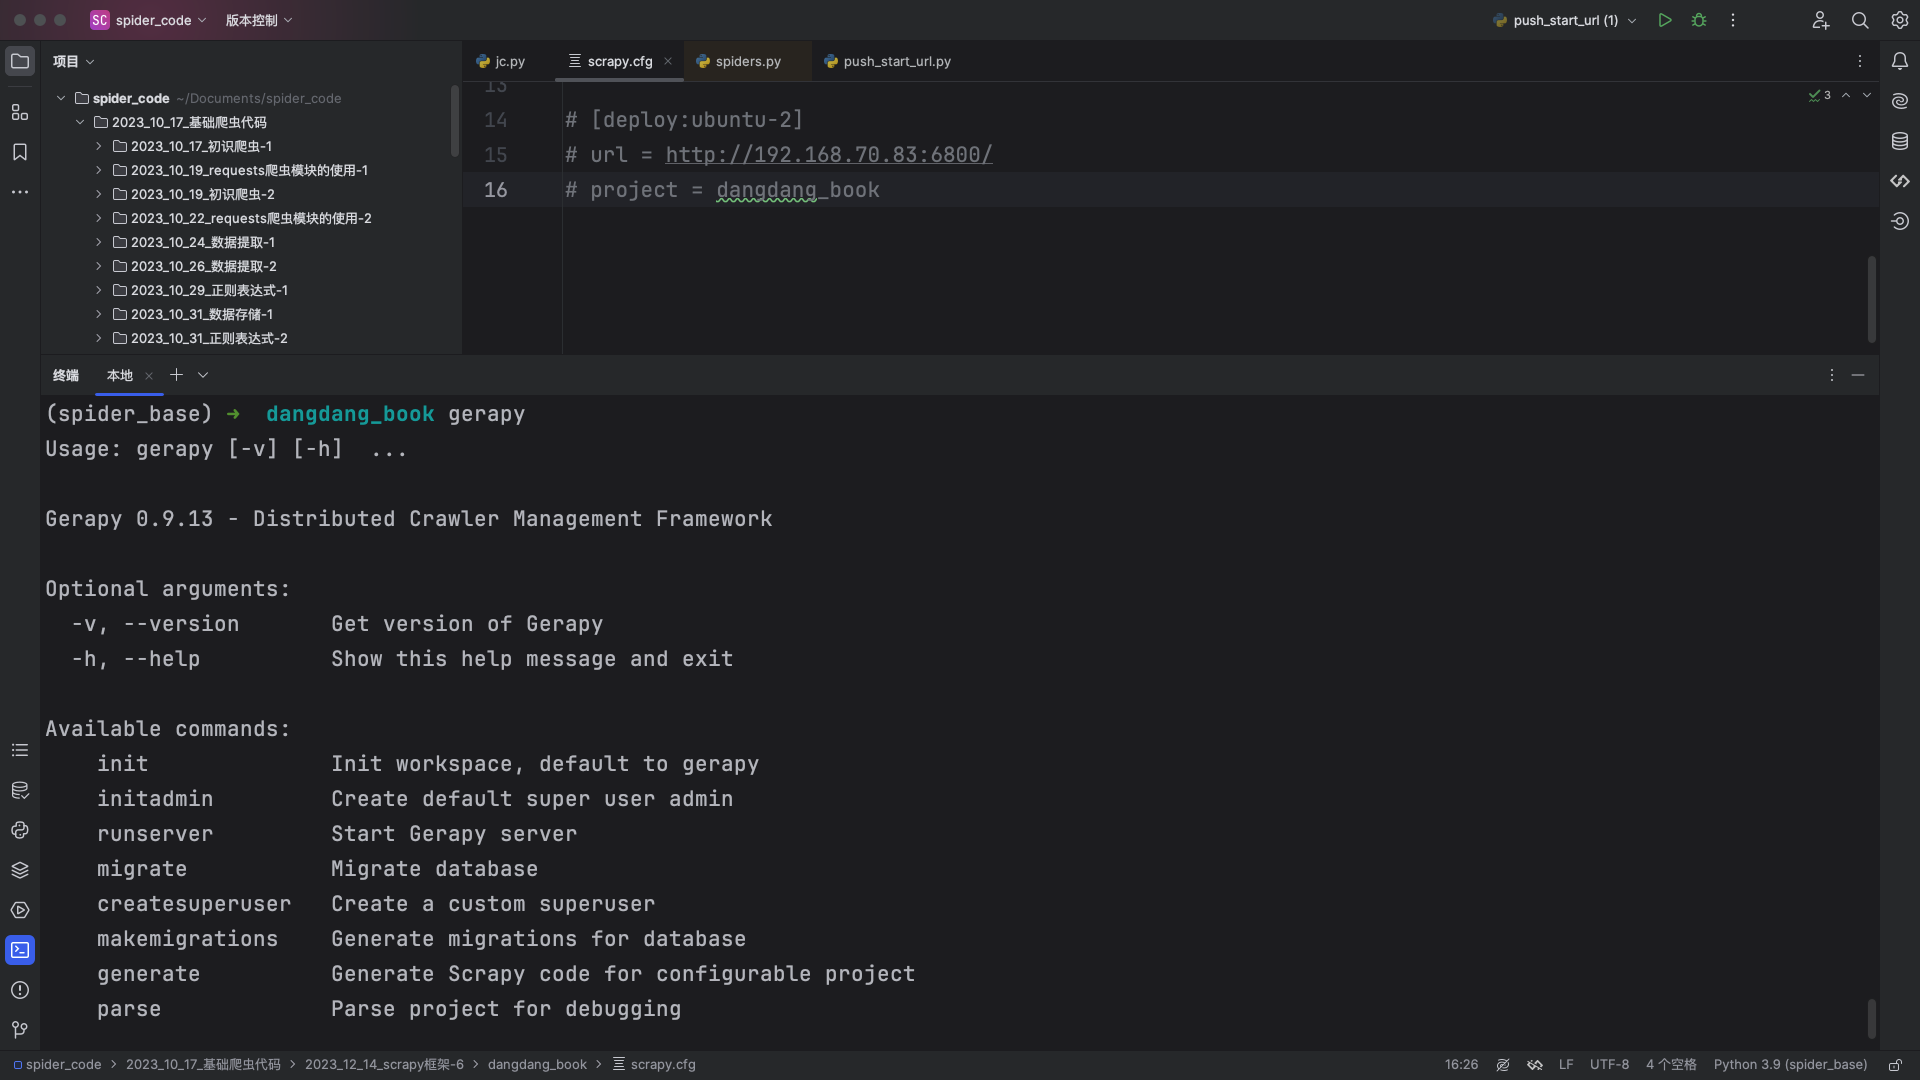 SC spider_code 版本控制 push_start_url (1)
项目
spider_code ~/Documents/spider_code
2023_10_17_基础爬虫代码
2023_10_17_初识爬虫-1
2023_10_19_requests爬虫模块的使用-1
2023_10_19_初识爬虫-2
2023_10_22_requests爬虫模块的使用-2
2023_10_24_数据提取-1
2023_10_26_数据提取-2
2023_10_29_正则表达式-1
2023_10_31_数据存储-1
2023_10_31_正则表达式-2
jc.py scrapy.cfg spiders.py push_start_url.py
3
13
14 # [deploy:ubuntu-2]
15 # url = http://192.168.70.83:6800/
16 # project = dangdang_book
终端 本地
(spider_base) ➜ dangdang_book gerapy
Usage: gerapy [-v] [-h] ...
Gerapy 0.9.13 - Distributed Crawler Management Framework
Optional arguments:
-v, --version Get version of Gerapy
-h, --help Show this help message and exit
Available commands:
init Init workspace, default to gerapy
initadmin Create default super user admin
runserver Start Gerapy server
migrate Migrate database
createsuperuser Create a custom superuser
makemigrations Generate migrations for database
generate Generate Scrapy code for configurable project
parse Parse project for debugging
spider_code > 2023_10_17_基础爬虫代码 > 2023_12_14_scrapy框架-6 > dangdang_book > scrapy.cfg
16:26 LF UTF-8 4 个空格 Python 3.9 (spider_base)